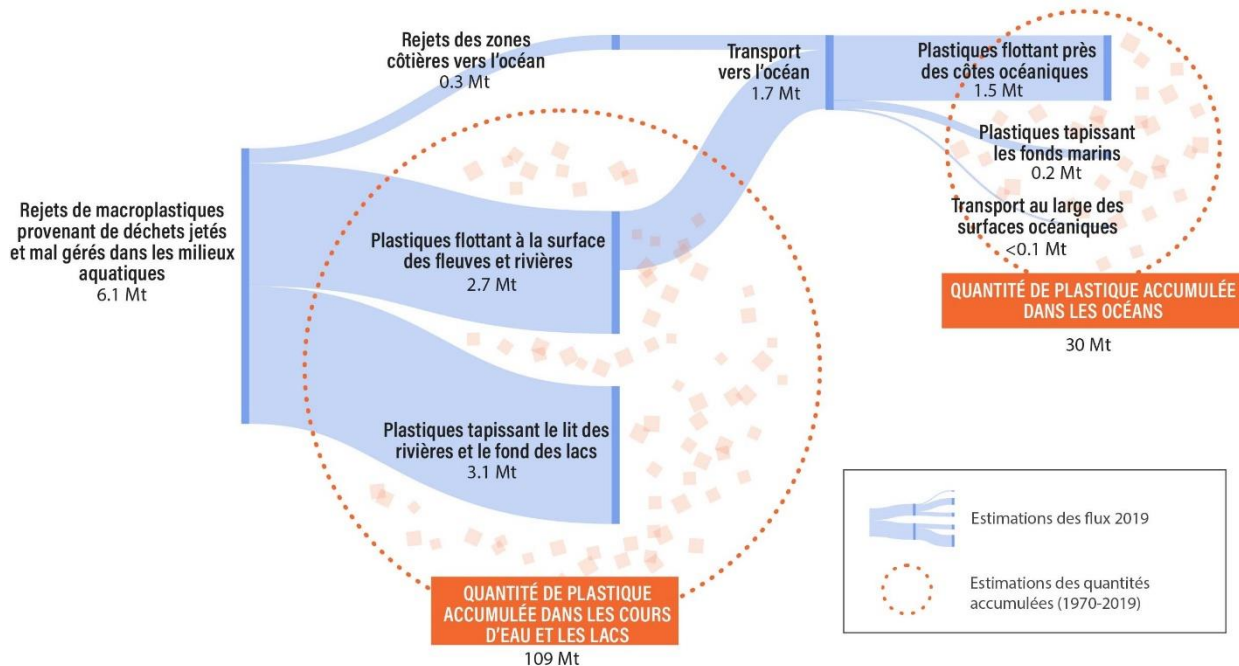 Rejets des zones
côtières vers l'océan
0.3 Mt
Transport
vers l'océan
1.7 Mt
Plastiques flottant près
des côtes océaniques
1.5 Mt
Plastiques tapissant
les fonds marins
0.2 Mt
Transport au large des
surfaces océaniques
<0.1 Mt
QUANTITÉ DE PLASTIQUE ACCUMULÉE
DANS LES OCÉANS
30 Mt
Rejets de macroplastiques
provenant de déchets jetés
et mal gérés dans les milieux
aquatiques
6.1 Mt
Plastiques flottant à la surface
des fleuves et rivières
2.7 Mt
Plastiques tapissant le lit des
rivières et le fond des lacs
3.1 Mt
QUANTITÉ DE PLASTIQUE
ACCUMULÉE DANS LES COURS
D'EAU ET LES LACS
109 Mt
Estimations des flux 2019
Estimations des quantités
accumulées (1970-2019)